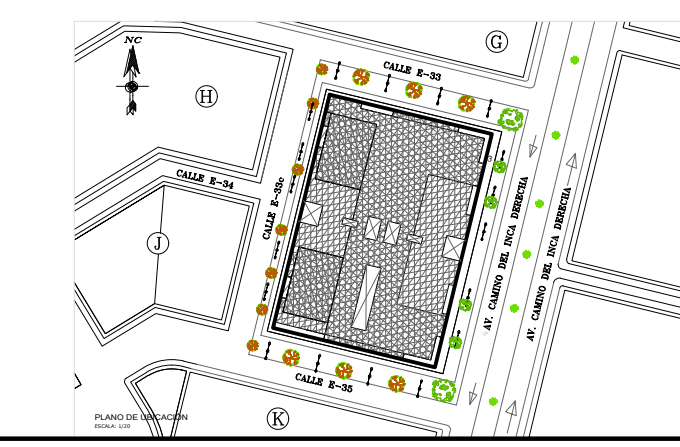 NC
G
CALLE E-33
H
CALLE E-34
CALLE E-33c
J
AV. CAMINO DEL INCA DERECHA
AV. CAMINO DEL INCA DERECHA
CALLE E-35
K
PLANO DE UBICACIÓN
ESCALA: 1/20